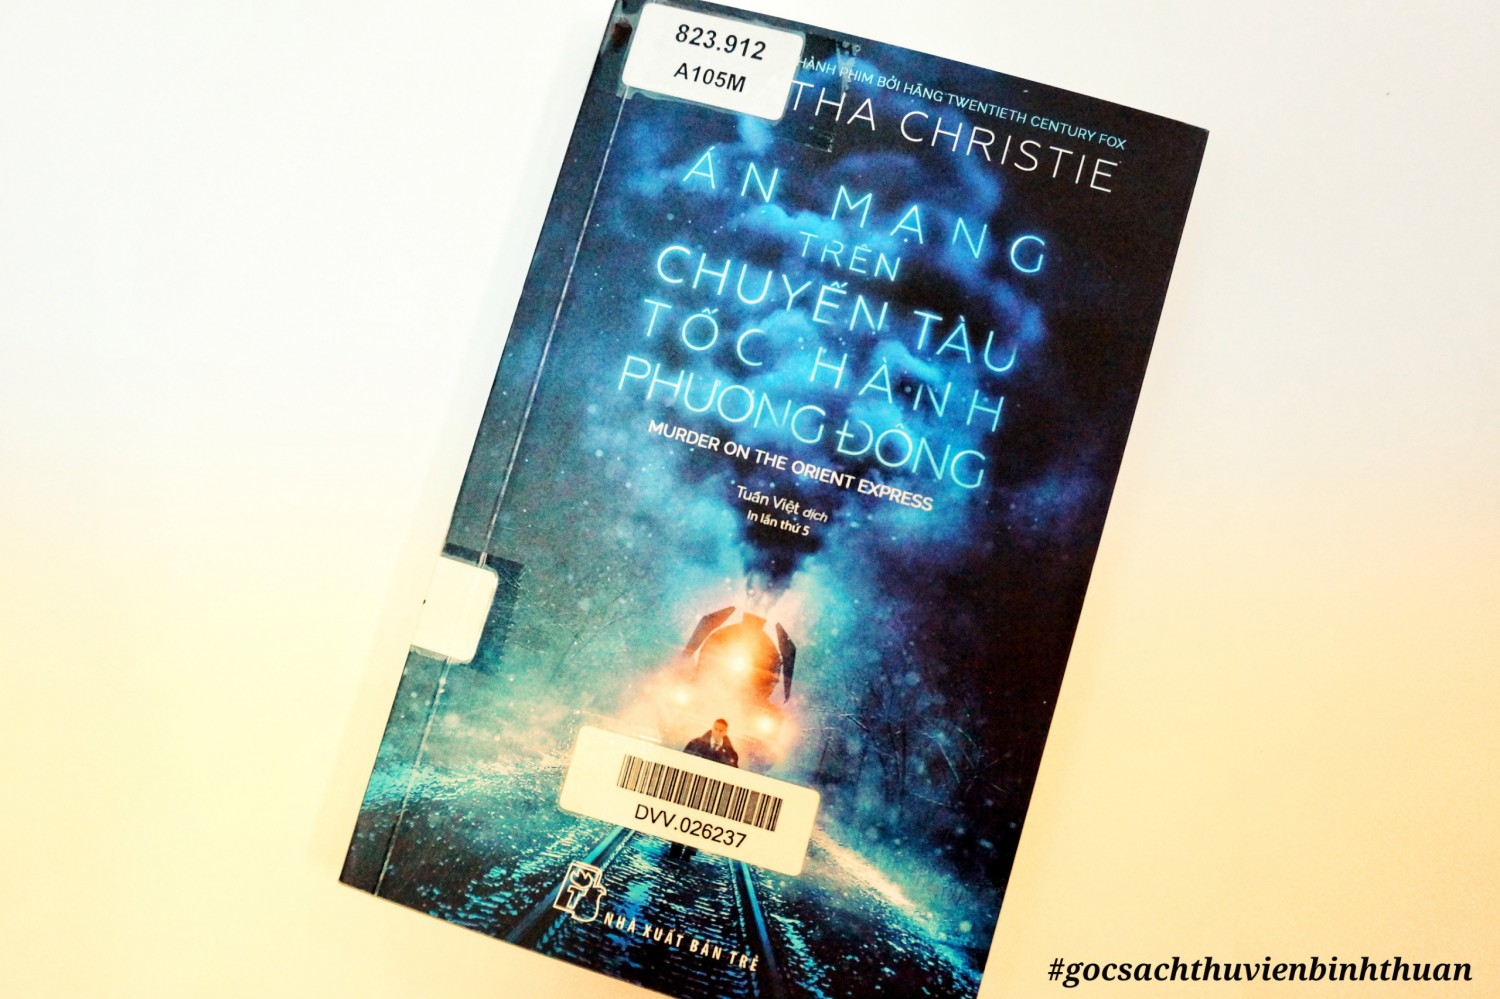 823.912
A105M
HÀNH PHIM BỞI HÃNG TWENTIETH CENTURY FOX
THA CHRISTIE
ÁN MẠNG
TRÊN
CHUYẾN TÀU
TỐC HÀNH
PHƯƠNG ĐÔNG
MURDER ON THE ORIENT EXPRESS
Tuấn Việt dịch
In lần thứ 5
DVV.026237
NHÀ XUẤT BẢN TRẺ
#gocsachthuvienbinhthuan